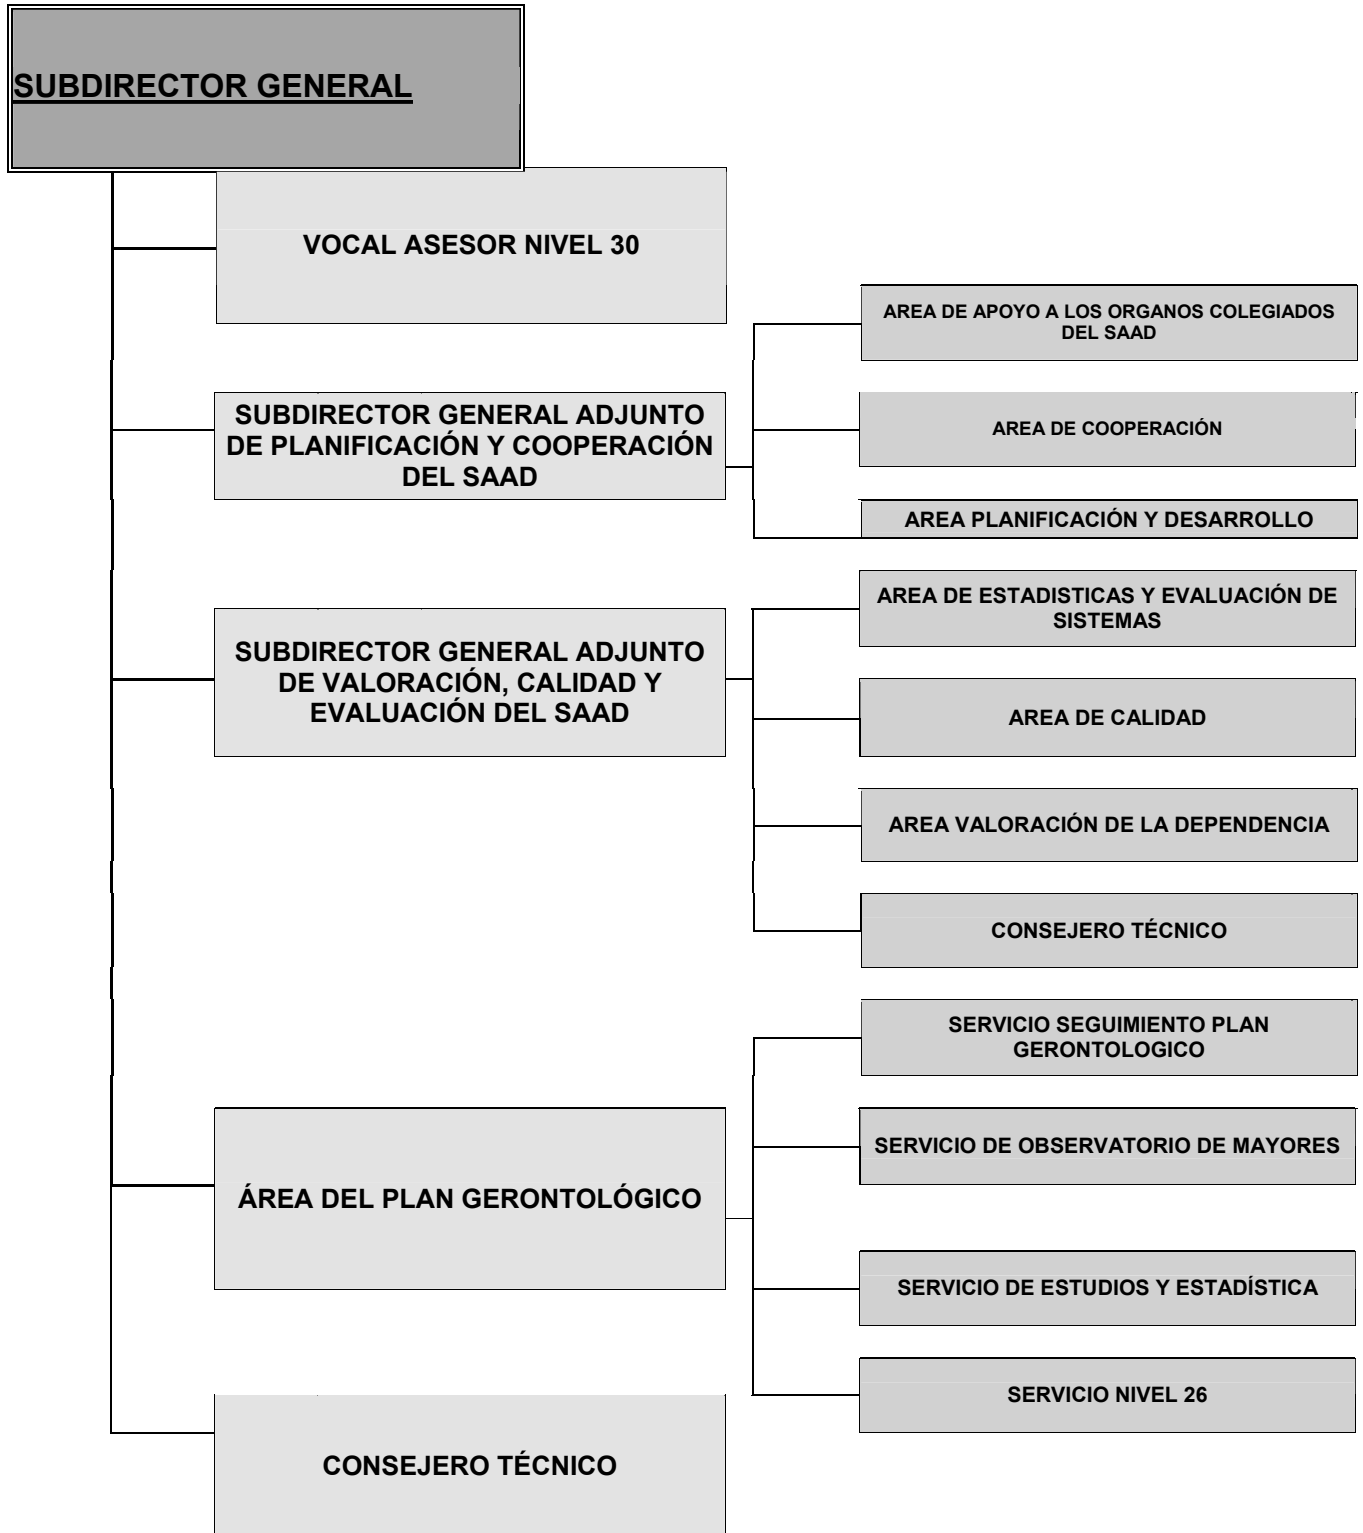 SUBDIRECTOR GENERAL
VOCAL ASESOR NIVEL 30
AREA DE APOYO A LOS ORGANOS COLEGIADOS
DEL SAAD
SUBDIRECTOR GENERAL ADJUNTO
DE PLANIFICACIÓN Y COOPERACIÓN
DEL SAAD
AREA DE COOPERACIÓN
AREA PLANIFICACIÓN Y DESARROLLO
AREA DE ESTADISTICAS Y EVALUACIÓN DE
SISTEMAS
SUBDIRECTOR GENERAL ADJUNTO
DE VALORACIÓN, CALIDAD Y
EVALUACIÓN DEL SAAD
AREA DE CALIDAD
AREA VALORACIÓN DE LA DEPENDENCIA
CONSEJERO TÉCNICO
SERVICIO SEGUIMIENTO PLAN
GERONTOLOGICO
SERVICIO DE OBSERVATORIO DE MAYORES
ÁREA DEL PLAN GERONTOLÓGICO
SERVICIO DE ESTUDIOS Y ESTADÍSTICA
SERVICIO NIVEL 26
CONSEJERO TÉCNICO